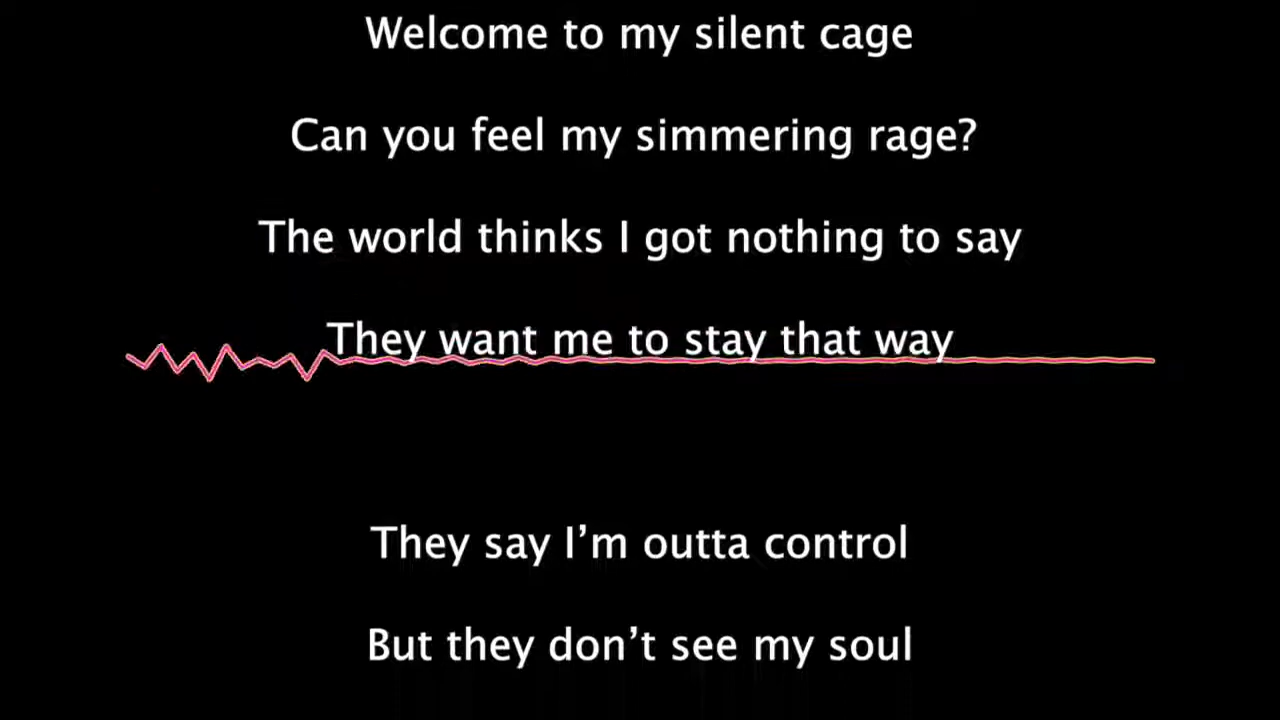 Welcome to my silent cage
Can you feel my simmering rage?
The world thinks I got nothing to say
They want me to stay that way
They say I’m outta control
But they don’t see my soul